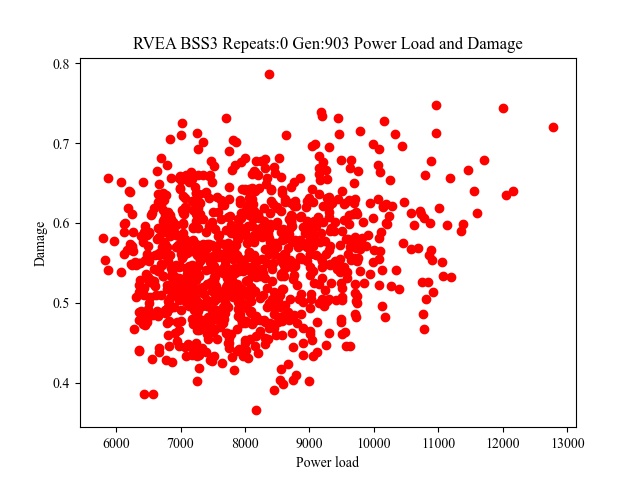 RVEA BSS3 Repeats:0 Gen:903 Power Load and Damage
0.8
0.7
0.6
0.5
0.4
Damage
6000 7000 8000 9000 10000 11000 12000 13000
Power load